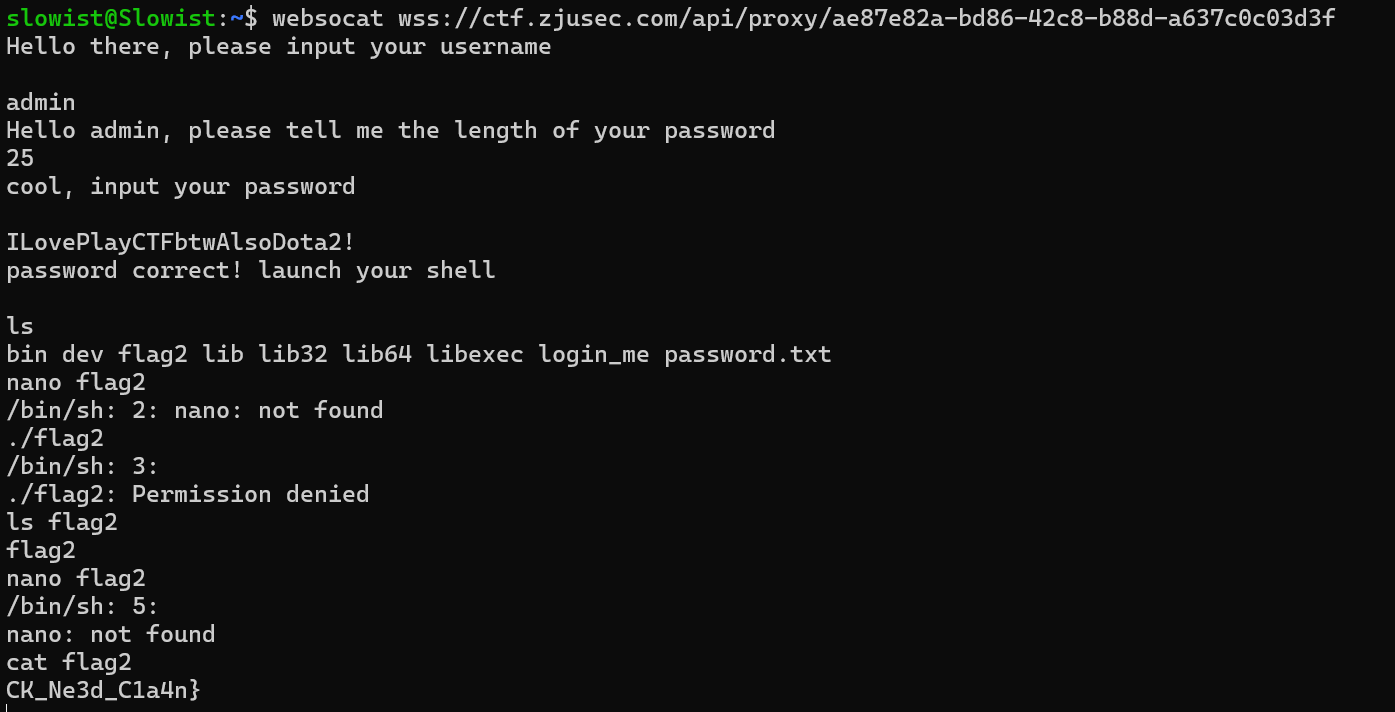 slowist@Slowist:~$ websocat wss://ctf.zjusec.com/api/proxy/ae87e82a-bd86-42c8-b88d-a637c0c03d3f
Hello there, please input your username
admin
Hello admin, please tell me the length of your password
25
cool, input your password
ILovePlayCTFbtwAlsoDota2!
password correct! launch your shell
ls
bin dev flag2 lib lib32 lib64 libexec login_me password.txt
nano flag2
/bin/sh: 2: nano: not found
./flag2
/bin/sh: 3:
./flag2: Permission denied
ls flag2
flag2
nano flag2
/bin/sh: 5:
nano: not found
cat flag2
CK_Ne3d_C1a4n}